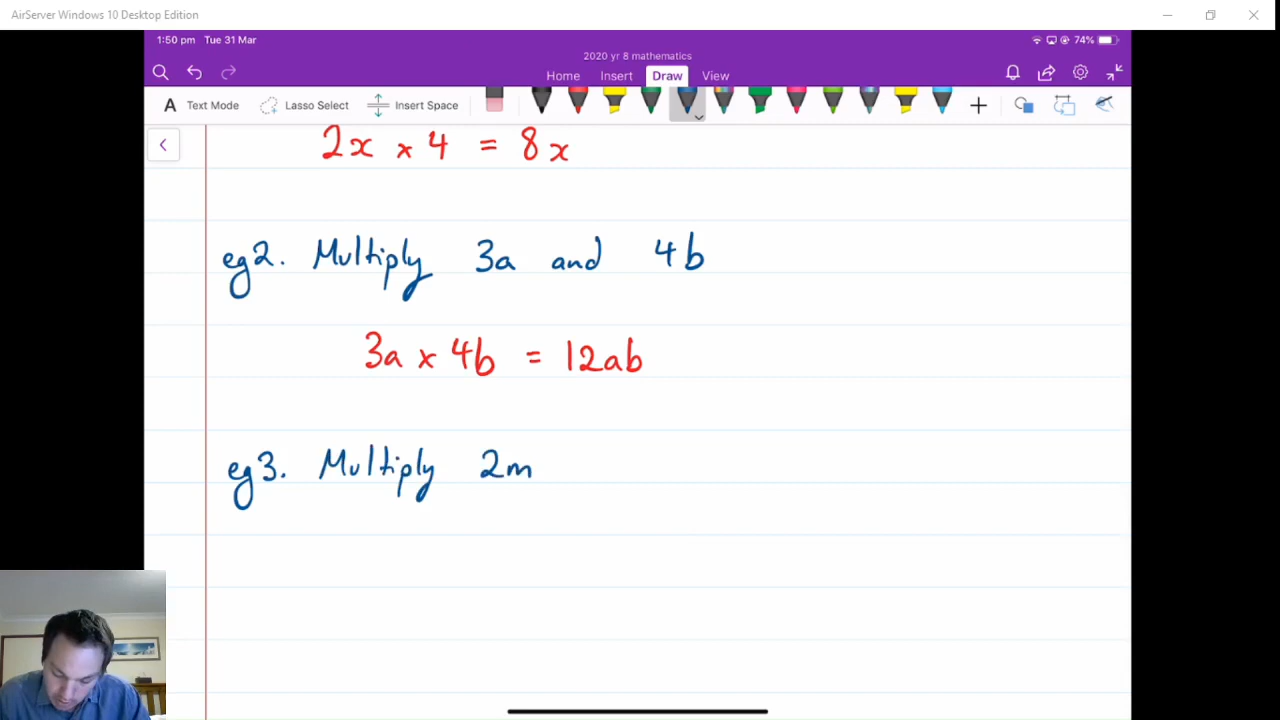 AirServer Windows 10 Desktop Edition
1:50 pm Tue 31 Mar
74%
2020 yr 8 mathematics
Home Insert Draw View
A Text Mode Lasso Select Insert Space
2x × 4 = 8x
eg2. Multiply 3a and 4b
3a × 4b = 12ab
eg3. Multiply 2m